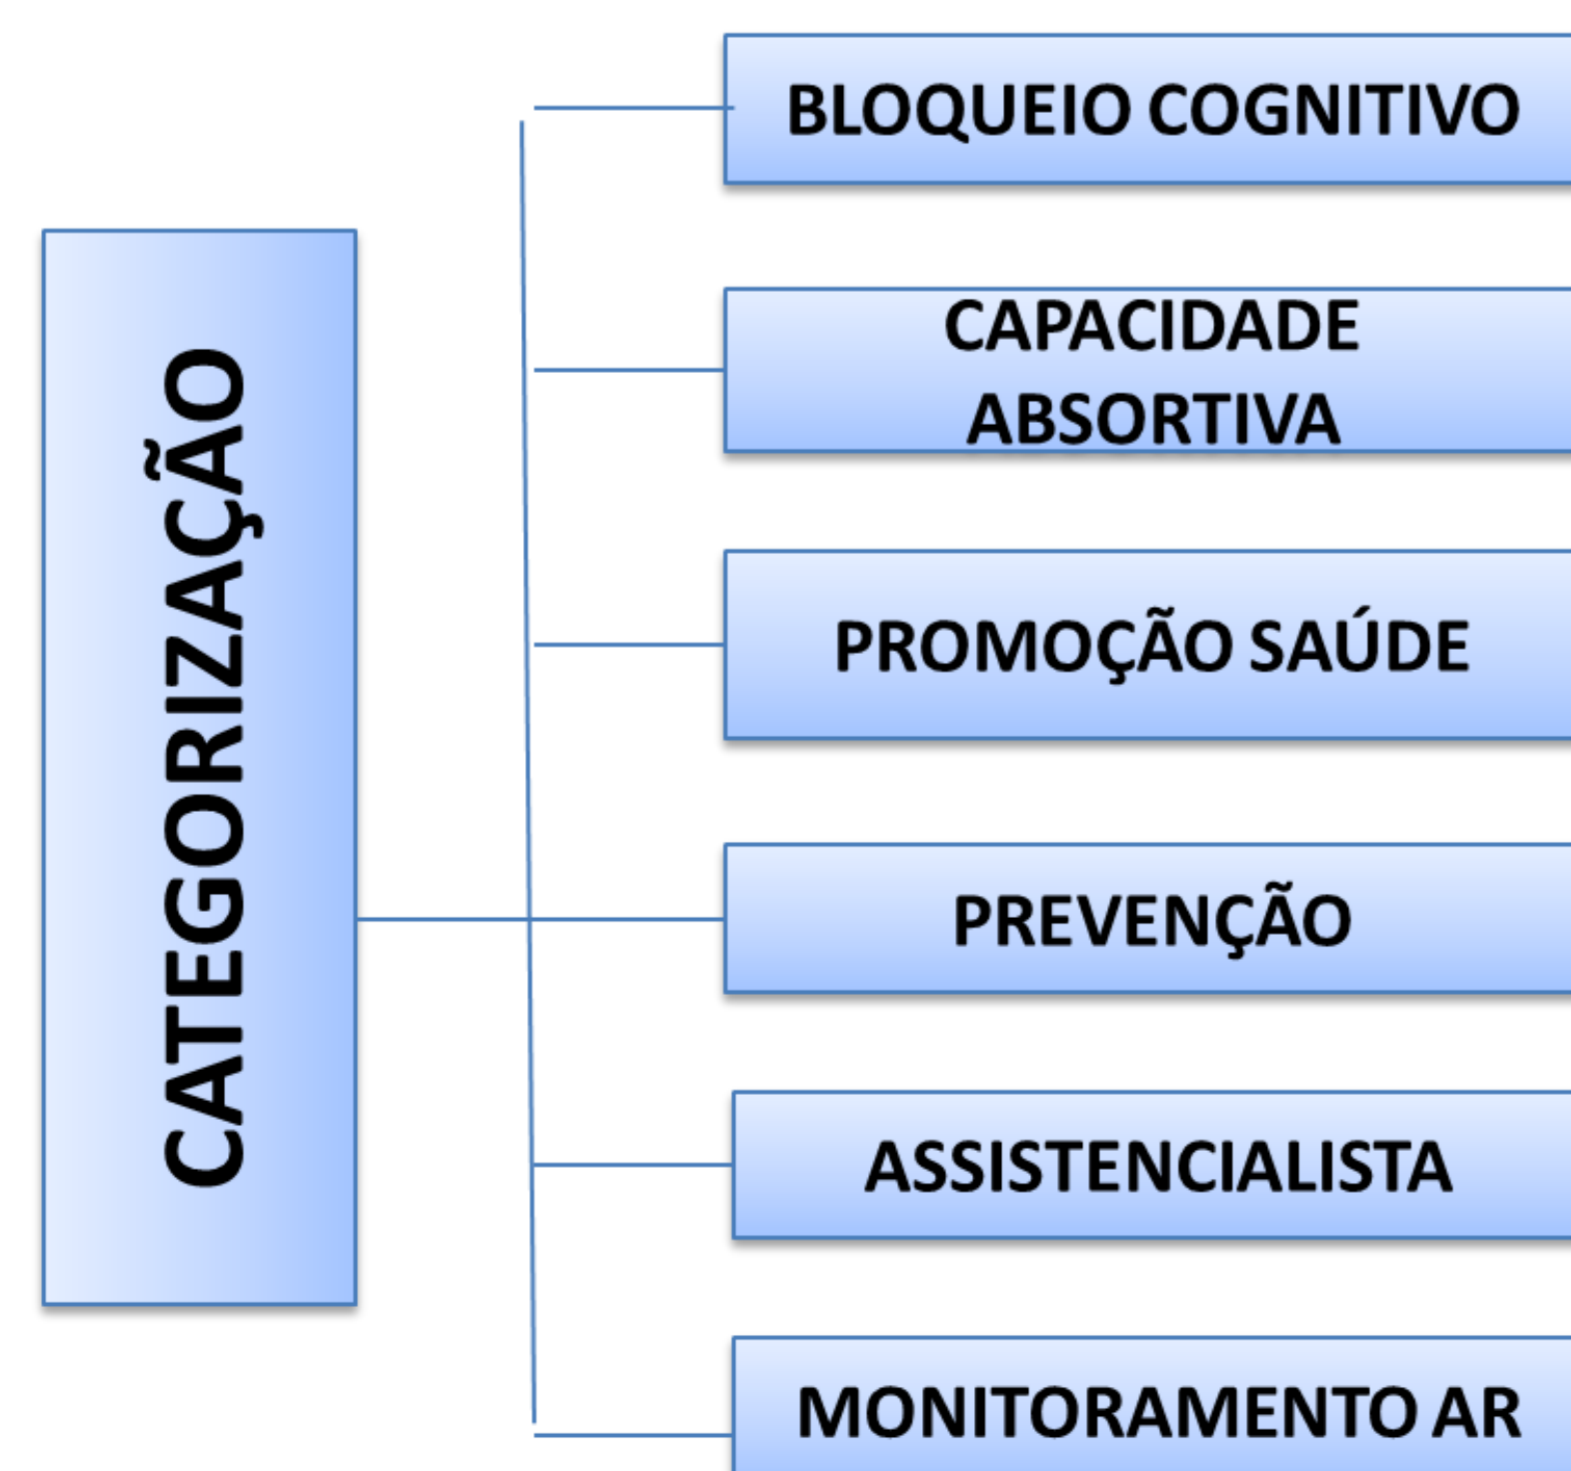 CATEGORIZAÇÃO
BLOQUEIO COGNITIVO
CAPACIDADE
ABSORTIVA
PROMOÇÃO SAÚDE
PREVENÇÃO
ASSISTENCIALISTA
MONITORAMENTO AR